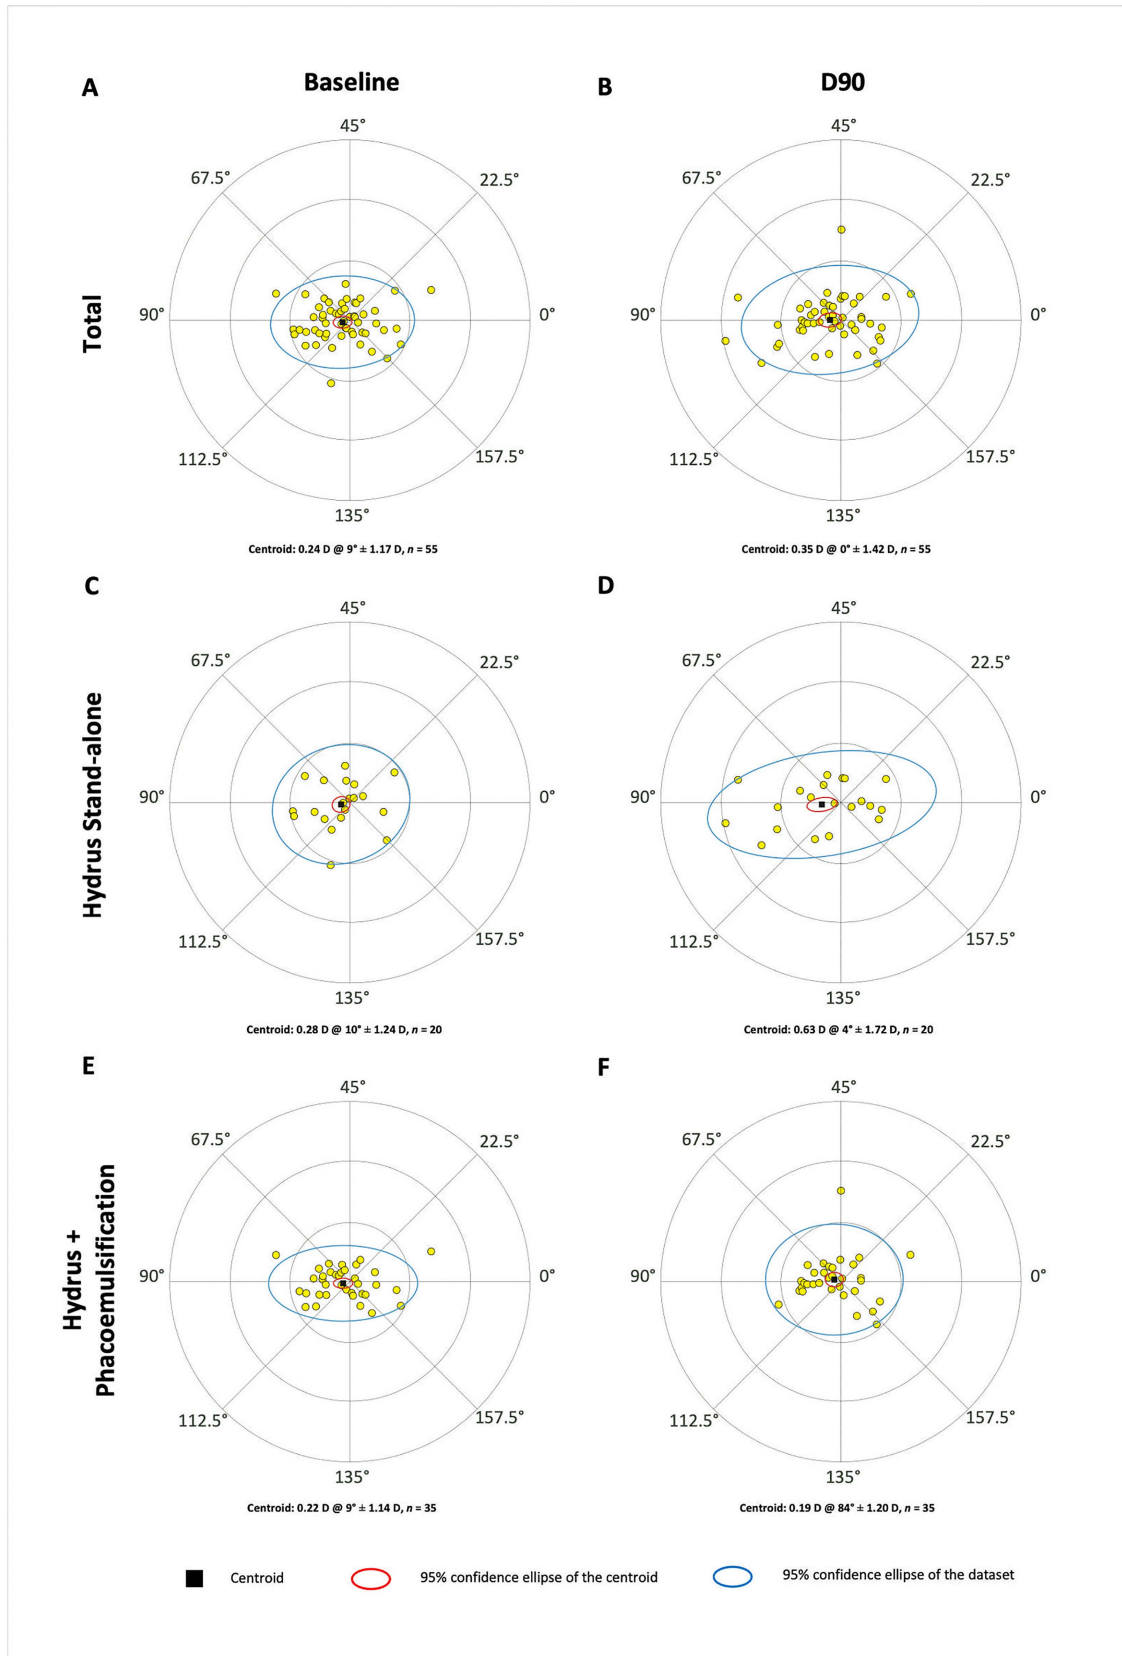 A
Baseline
B
D90
Total
45°
67.5°
22.5°
90°
0°
112.5°
157.5°
135°
Centroid: 0.24 D @ 9° ± 1.17 D, n = 55
45°
67.5°
22.5°
90°
0°
112.5°
157.5°
135°
Centroid: 0.35 D @ 0° ± 1.42 D, n = 55
C
D
Hydrus Stand-alone
45°
67.5°
22.5°
90°
0°
112.5°
157.5°
135°
Centroid: 0.28 D @ 10° ± 1.24 D, n = 20
45°
67.5°
22.5°
90°
0°
112.5°
157.5°
135°
Centroid: 0.63 D @ 4° ± 1.72 D, n = 20
E
F
Hydrus +
Phacoemulsification
45°
67.5°
22.5°
90°
0°
112.5°
157.5°
135°
Centroid: 0.22 D @ 9° ± 1.14 D, n = 35
45°
67.5°
22.5°
90°
0°
112.5°
157.5°
135°
Centroid: 0.19 D @ 84° ± 1.20 D, n = 35
Centroid
95% confidence ellipse of the centroid
95% confidence ellipse of the dataset